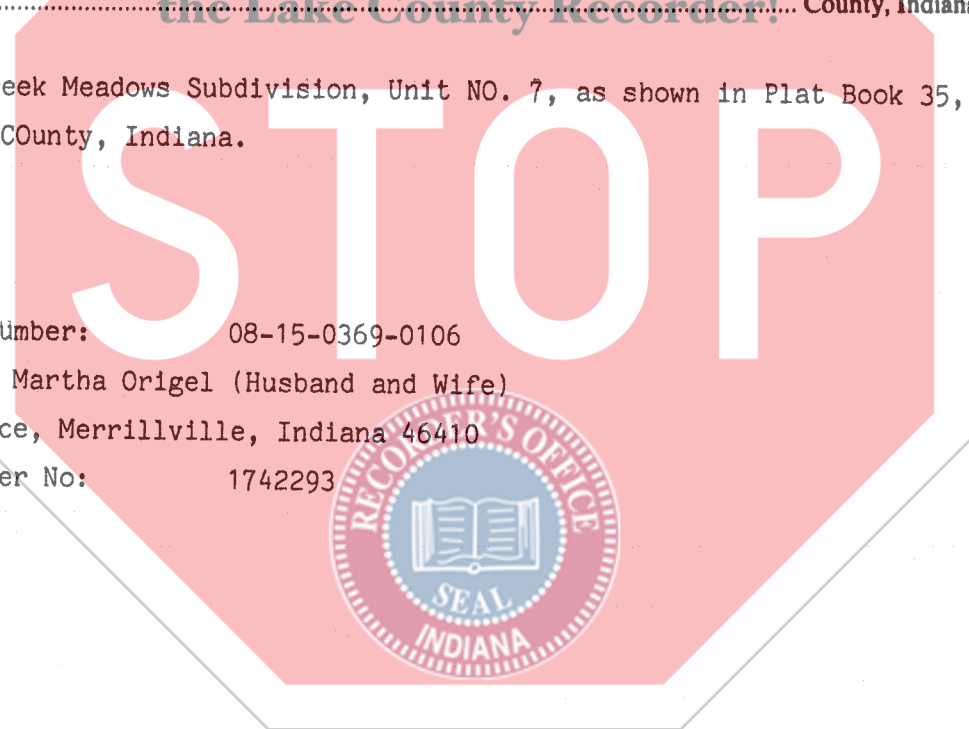 the Lake County Recorder!
County, Indiana
eek Meadows Subdivision, Unit NO. 7, as shown in Plat Book 35,
COunty, Indiana.
STOP
umber: 08-15-0369-0106
Martha Origel (Husband and Wife)
ce, Merrillville, Indiana 46410
er No: 1742293
RECORDER'S OFFICE
SEAL
INDIANA